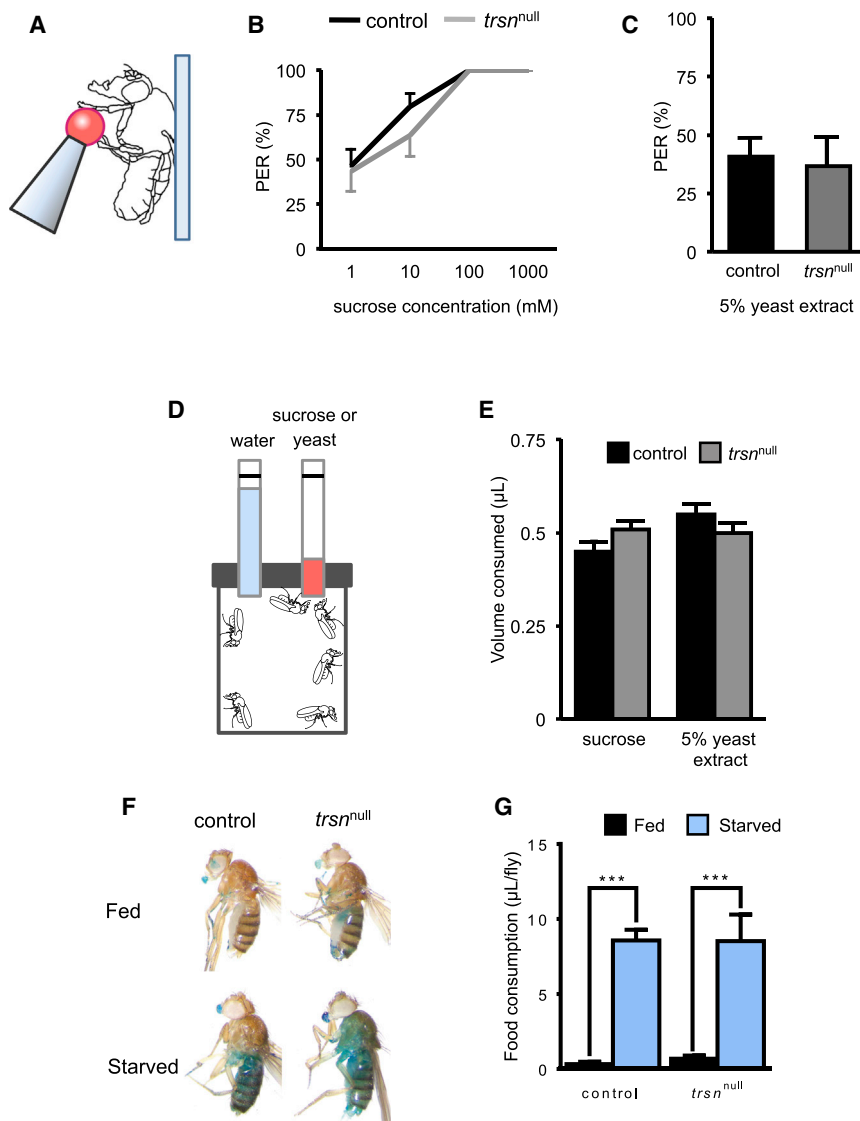 A
B
control
trsn^null
PER (%)
100
75
50
25
0
1
10
100
1000
sucrose concentration (mM)
C
PER (%)
100
75
50
25
0
control
trsn^null
5% yeast extract
D
water
sucrose or
yeast
E
Volume consumed (µL)
0.75
0.5
0.25
0
control
trsn^null
sucrose
5% yeast
extract
F
control
trsn^null
Fed
Starved
G
Fed
Starved
Food consumption (µL/fly)
15
10
5
0
***
***
control
trsn^null